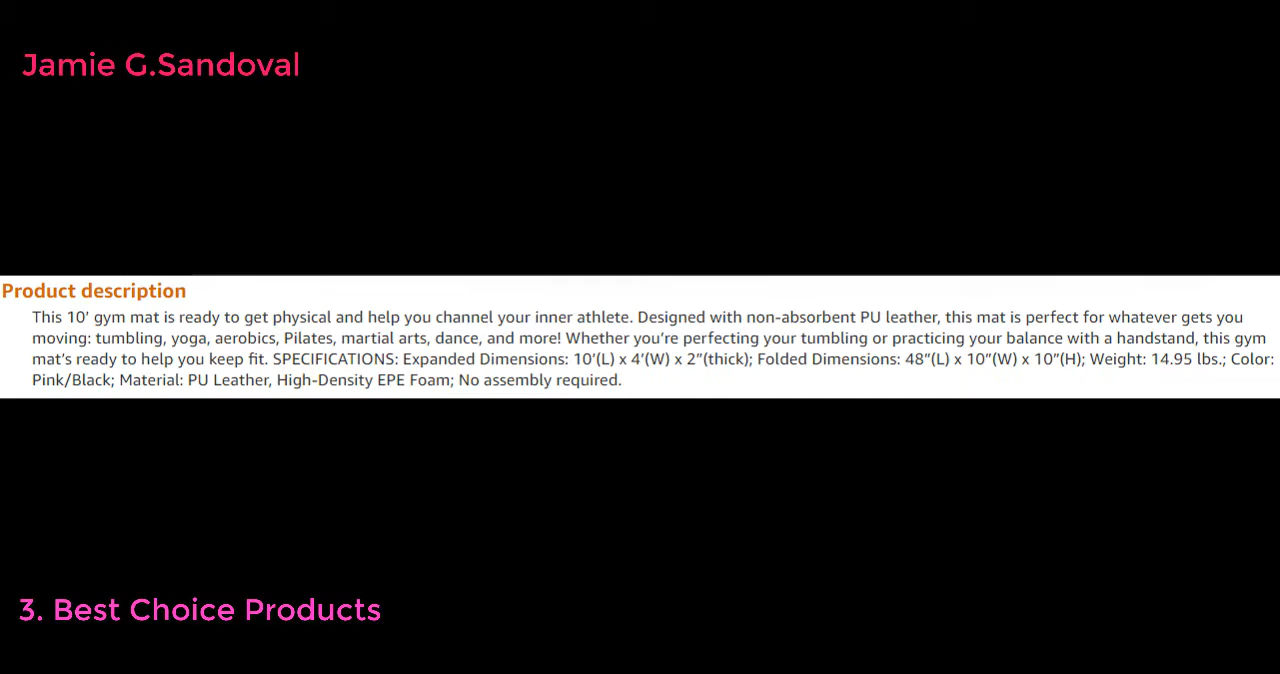 Jamie G.Sandoval
Product description
This 10’ gym mat is ready to get physical and help you channel your inner athlete. Designed with non-absorbent PU leather, this mat is perfect for whatever gets you
moving: tumbling, yoga, aerobics, Pilates, martial arts, dance, and more! Whether you’re perfecting your tumbling or practicing your balance with a handstand, this gym
mat’s ready to help you keep fit. SPECIFICATIONS: Expanded Dimensions: 10’(L) x 4’(W) x 2”(thick); Folded Dimensions: 48”(L) x 10”(W) x 10”(H); Weight: 14.95 lbs.; Color:
Pink/Black; Material: PU Leather, High-Density EPE Foam; No assembly required.
3. Best Choice Products